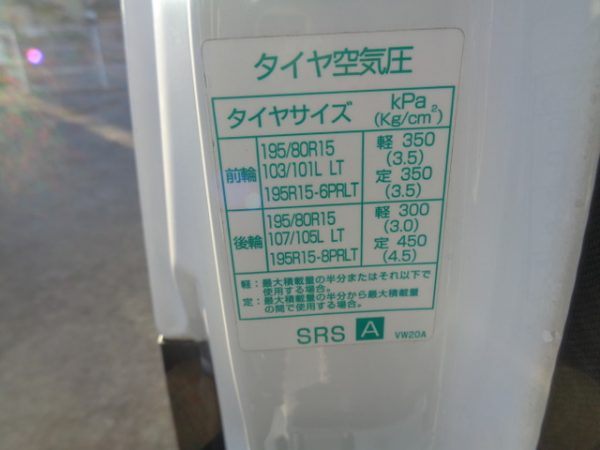 タイヤ空気圧
タイヤサイズ kPa (Kg/cm²)
前輪
195/80R15
103/101L LT
195R15-6PRLT
軽 350
(3.5)
定 350
(3.5)
後輪
195/80R15
107/105L LT
195R15-8PRLT
軽 300
(3.0)
定 450
(4.5)
軽：最大積載量の半分またはそれ以下で
使用する場合。
定：最大積載量の半分から最大積載量
の間で使用する場合。
SRS A VW20A